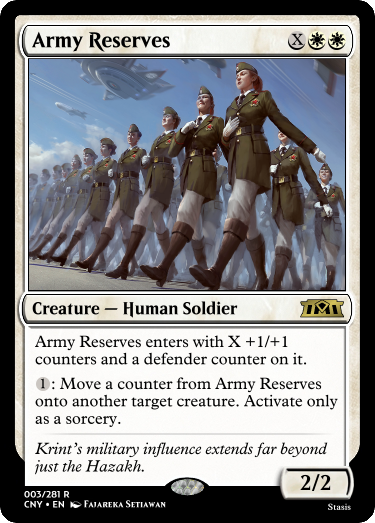 Army Reserves X
Creature — Human Soldier
Army Reserves enters with X +1/+1
counters and a defender counter on it.
1: Move a counter from Army Reserves
onto another target creature. Activate only
as a sorcery.
Krint's military influence extends far beyond
just the Hazakh.
2/2
003/281 R
CNY • EN Fajareka Setiawan
Stasis